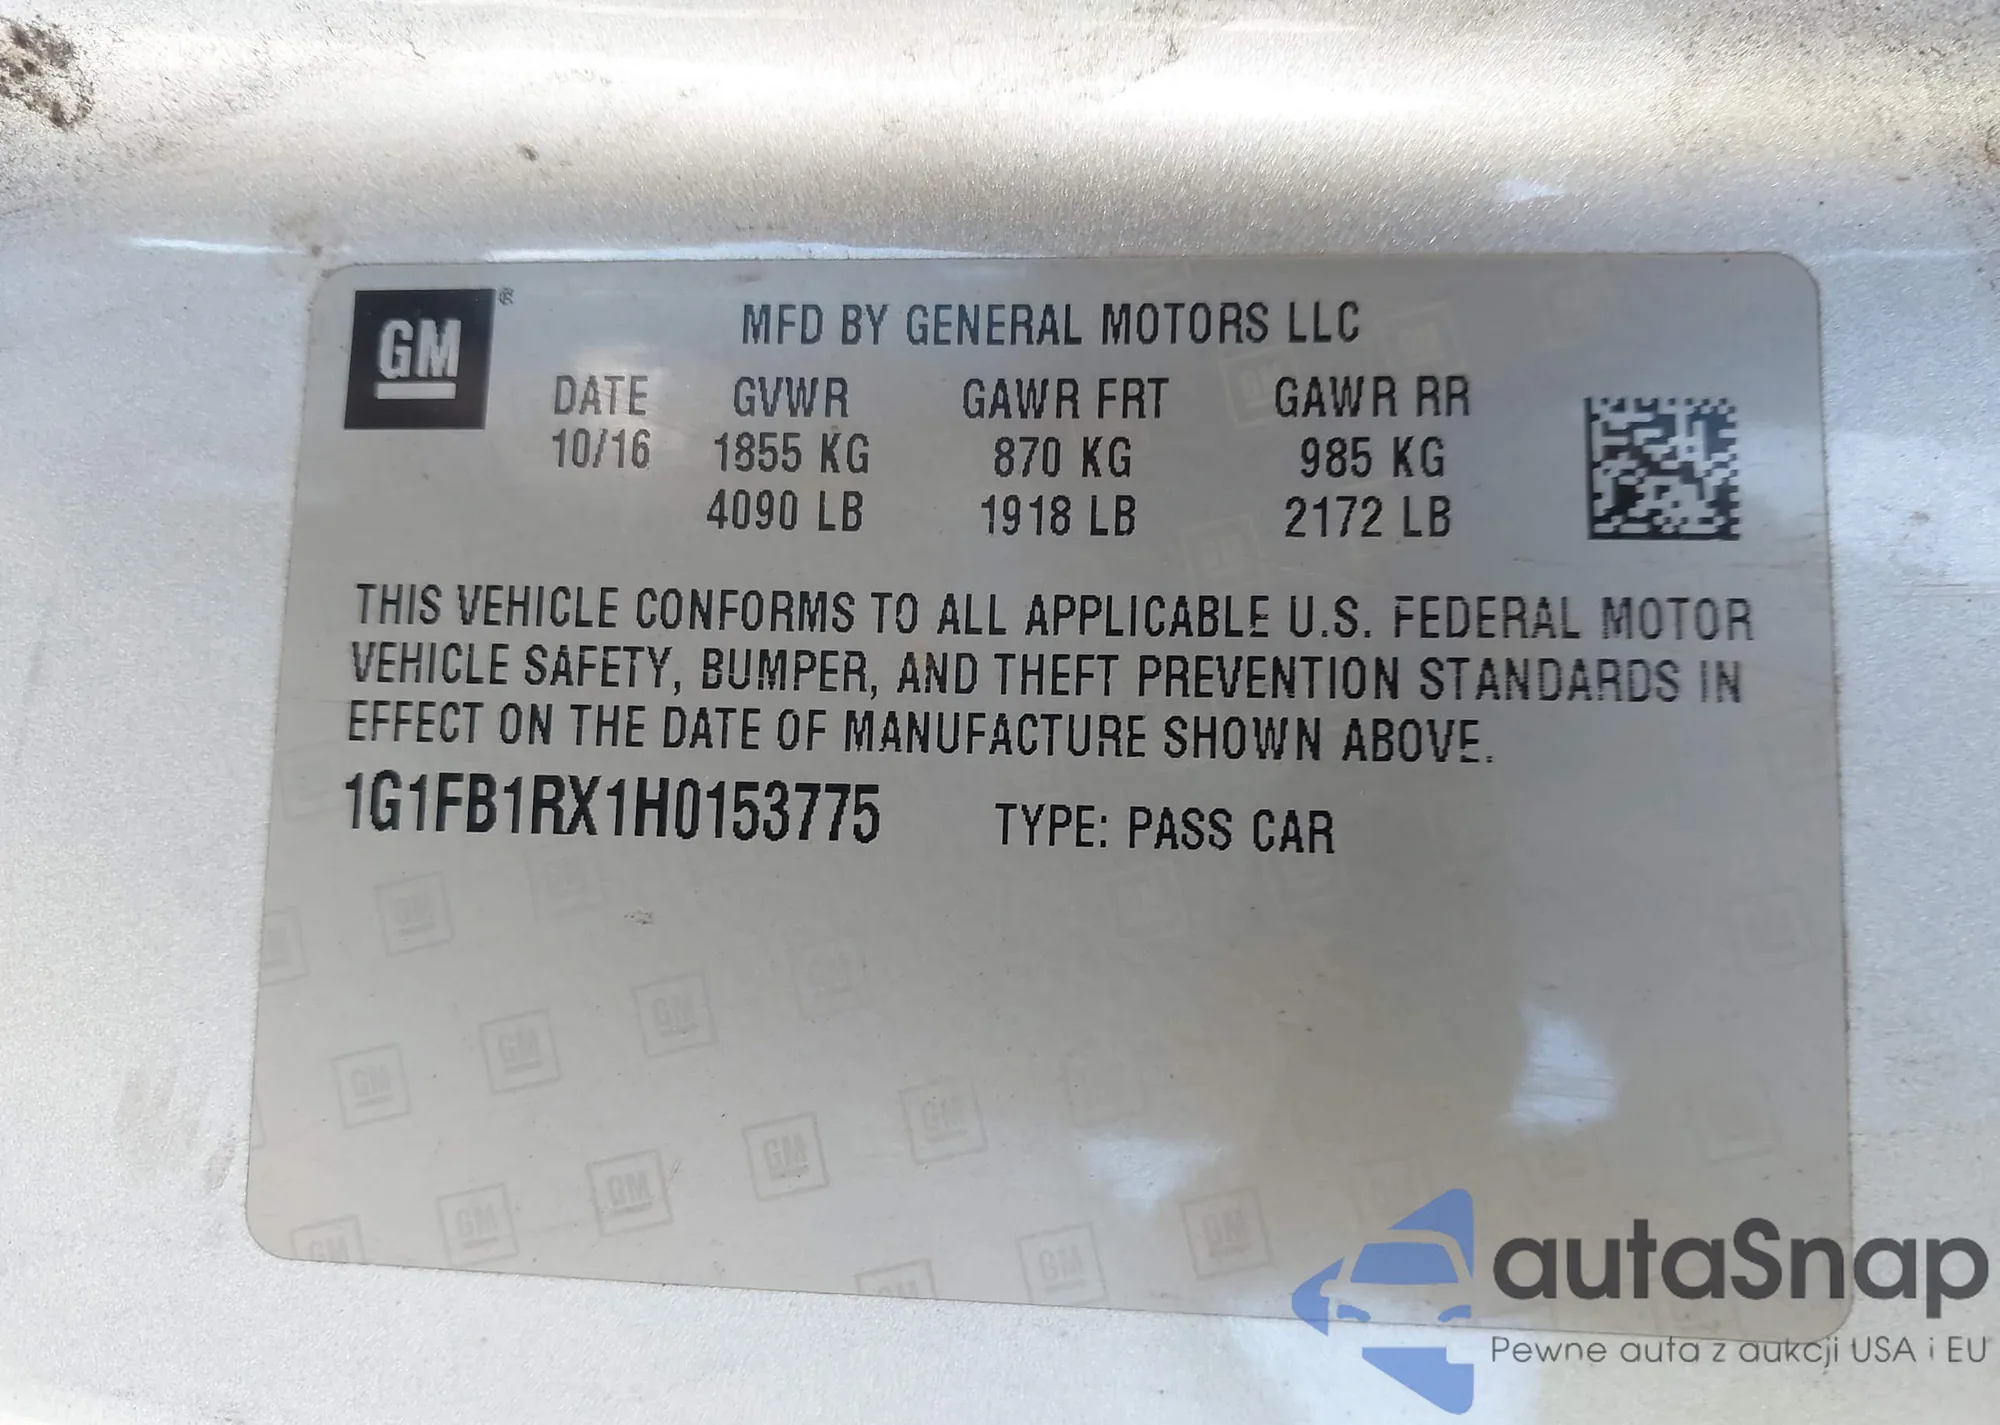 GM®
MFD BY GENERAL MOTORS LLC
DATE GVWR GAWR FRT GAWR RR
10/16 1855 KG 870 KG 985 KG
4090 LB 1918 LB 2172 LB
THIS VEHICLE CONFORMS TO ALL APPLICABLE U.S. FEDERAL MOTOR
VEHICLE SAFETY, BUMPER, AND THEFT PREVENTION STANDARDS IN
EFFECT ON THE DATE OF MANUFACTURE SHOWN ABOVE.
1G1FB1RX1H0153775 TYPE: PASS CAR
autaSnap
Pewne auta z aukcji USA i EU